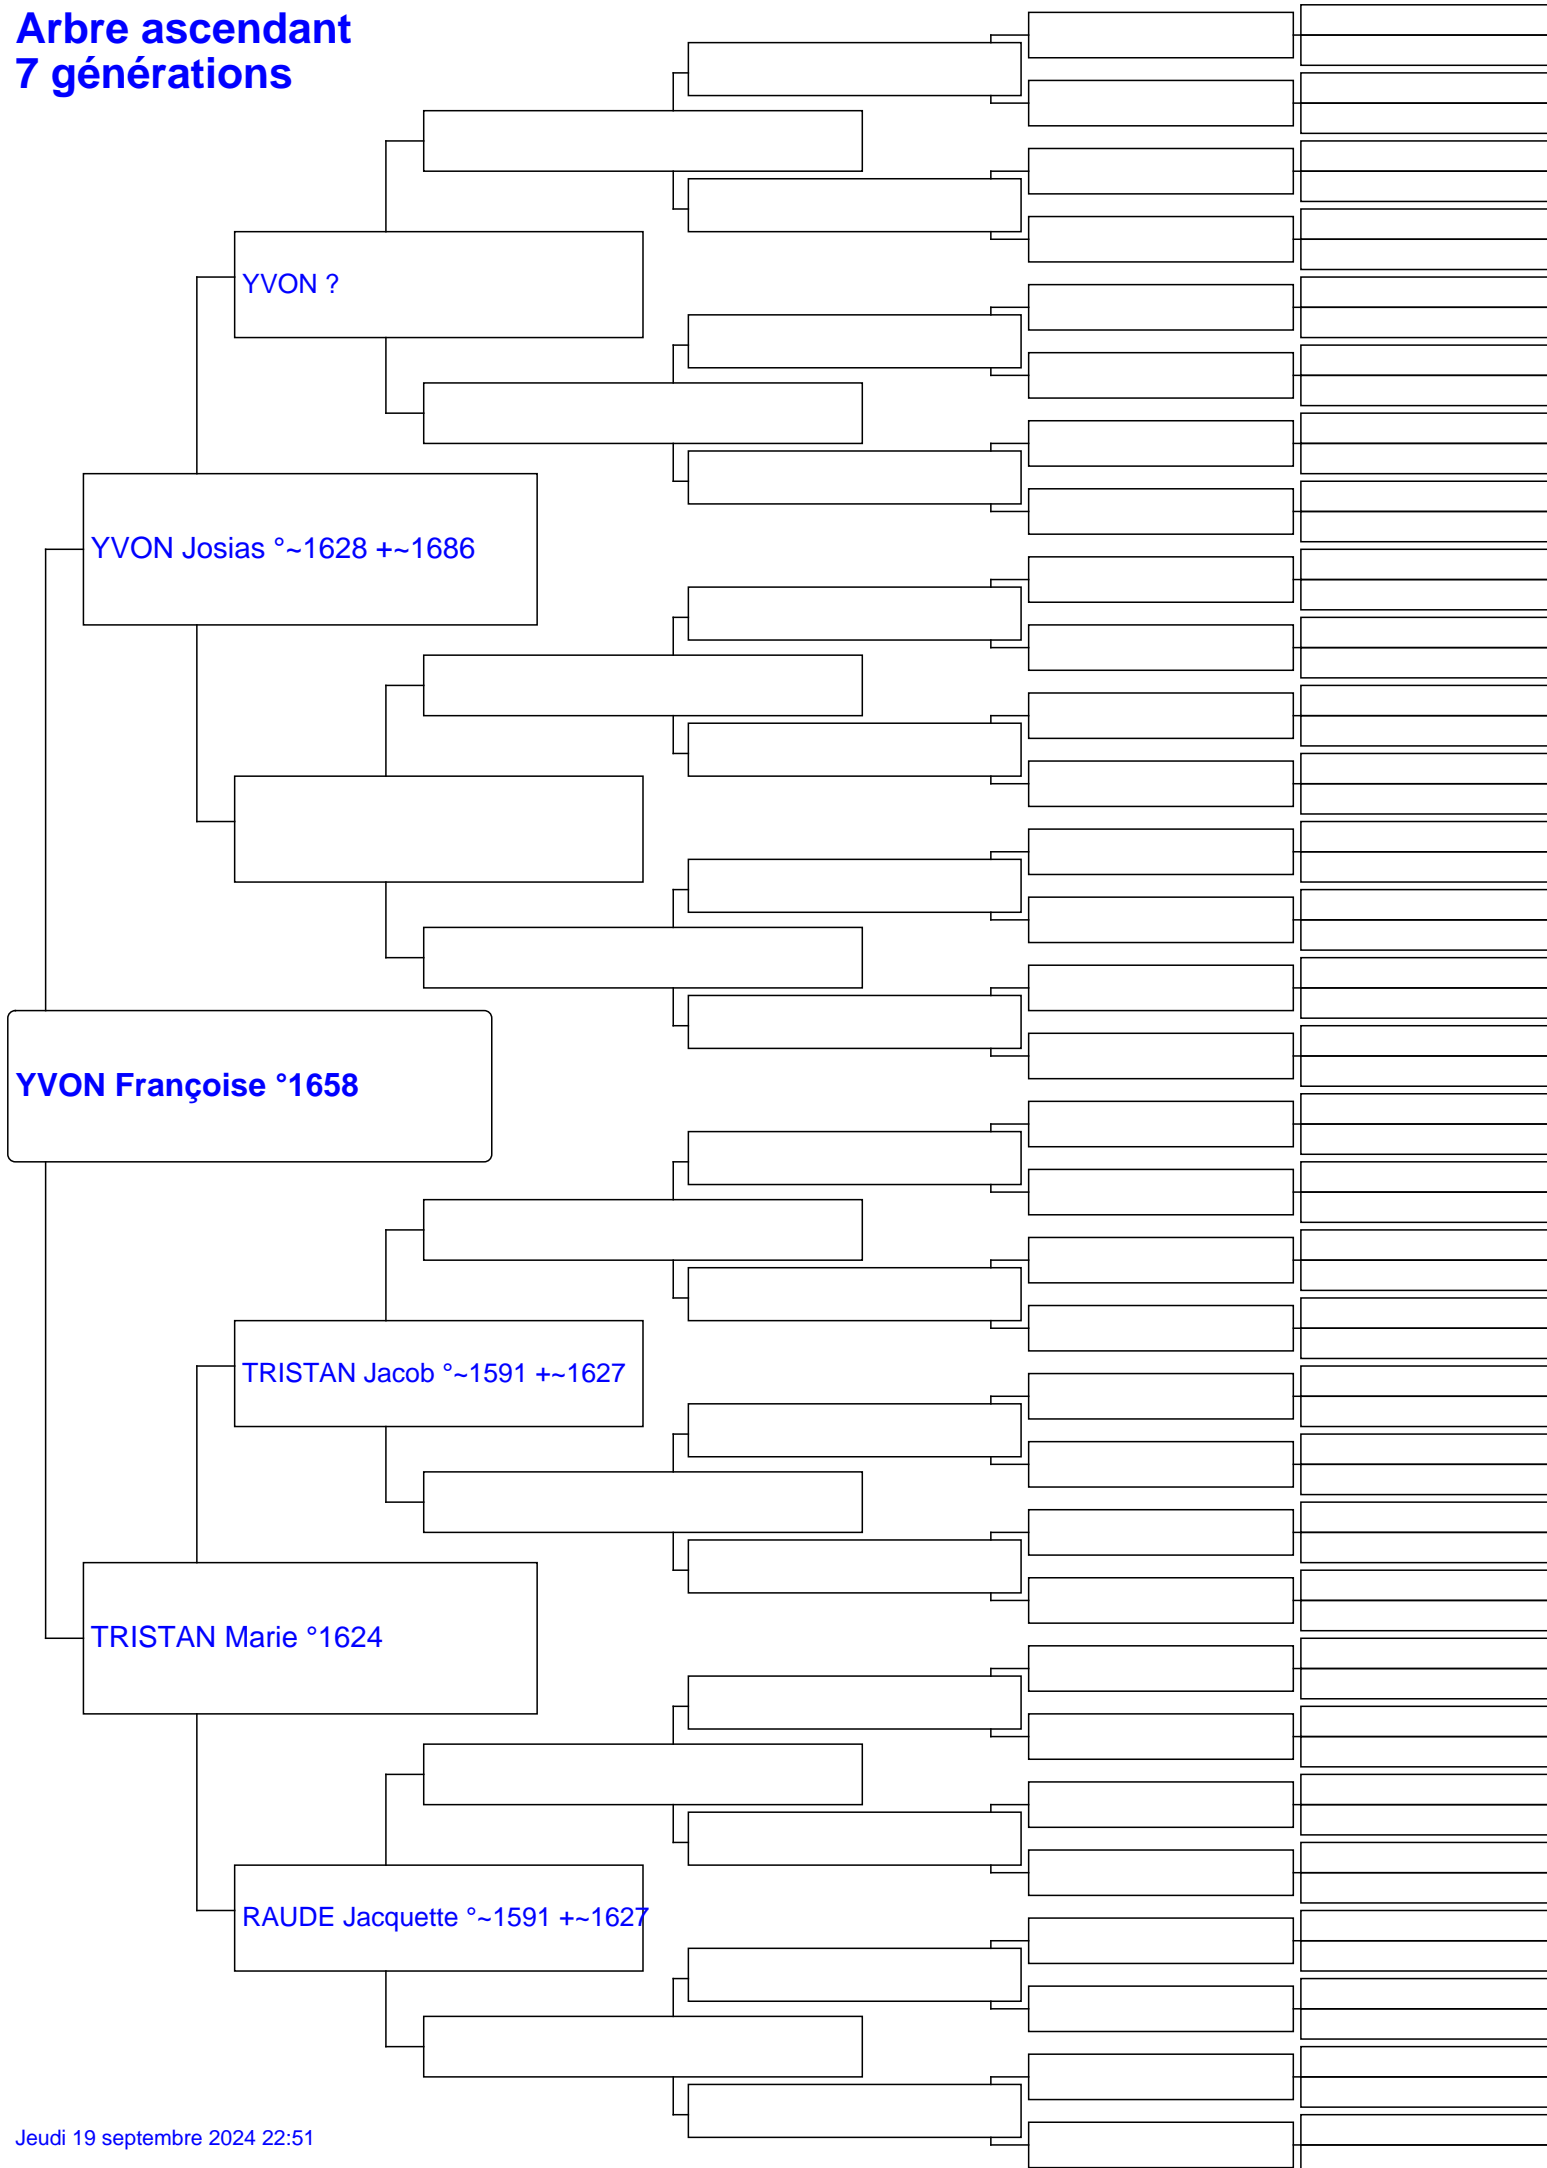 Arbre ascendant
7 générations
YVON ?
YVON Josias °~1628 +~1686
YVON Françoise °1658
TRISTAN Jacob °~1591 +~1627
TRISTAN Marie °1624
RAUDE Jacquette °~1591 +~1627
Jeudi 19 septembre 2024 22:51